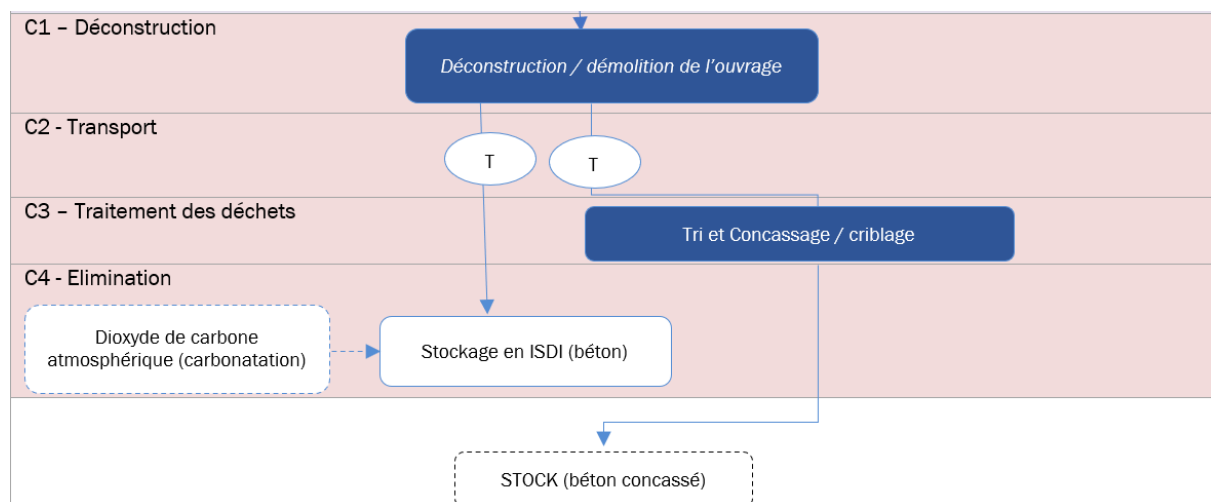 C1 – Déconstruction
Déconstruction / démolition de l'ouvrage
C2 - Transport
T
T
C3 – Traitement des déchets
Tri et Concassage / criblage
C4 - Elimination
Dioxyde de carbone
atmosphérique (carbonatation)
Stockage en ISDI (béton)
STOCK (béton concassé)